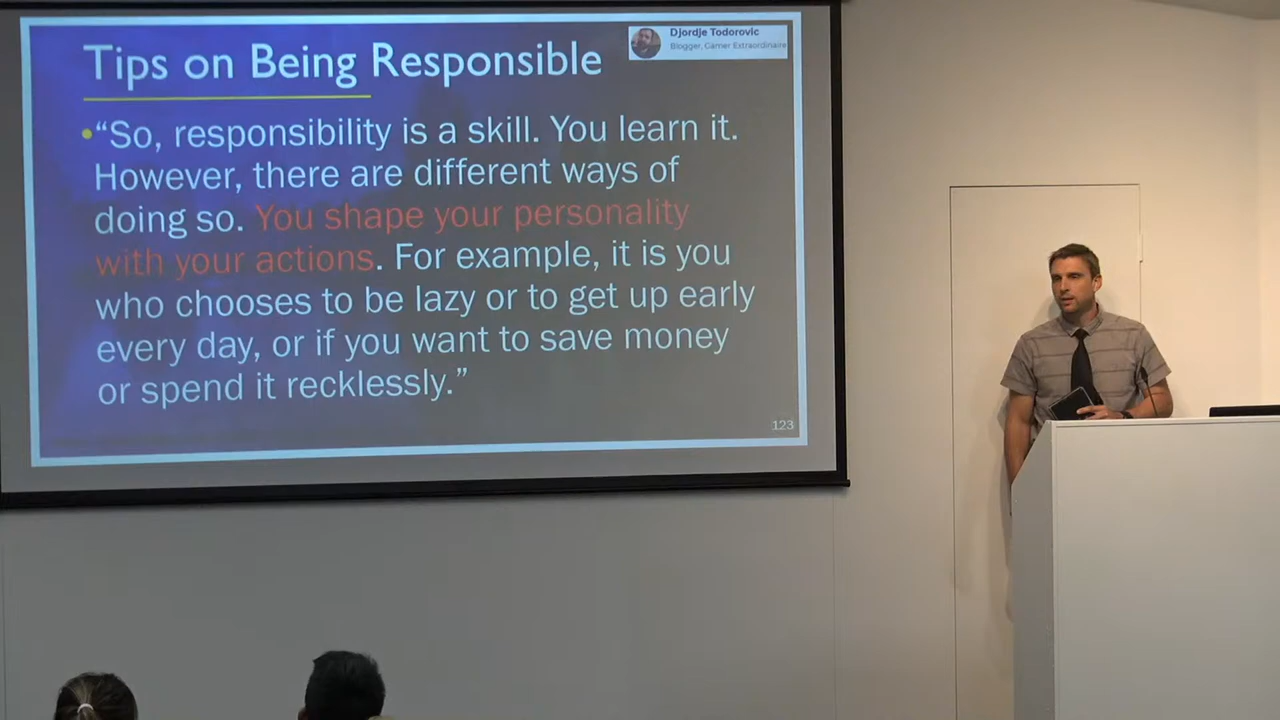 Tips on Being Responsible
Djordje Todorovic
Blogger, Gamer Extraordinaire
•“So, responsibility is a skill. You learn it.
However, there are different ways of
doing so. You shape your personality
with your actions. For example, it is you
who chooses to be lazy or to get up early
every day, or if you want to save money
or spend it recklessly.”
123